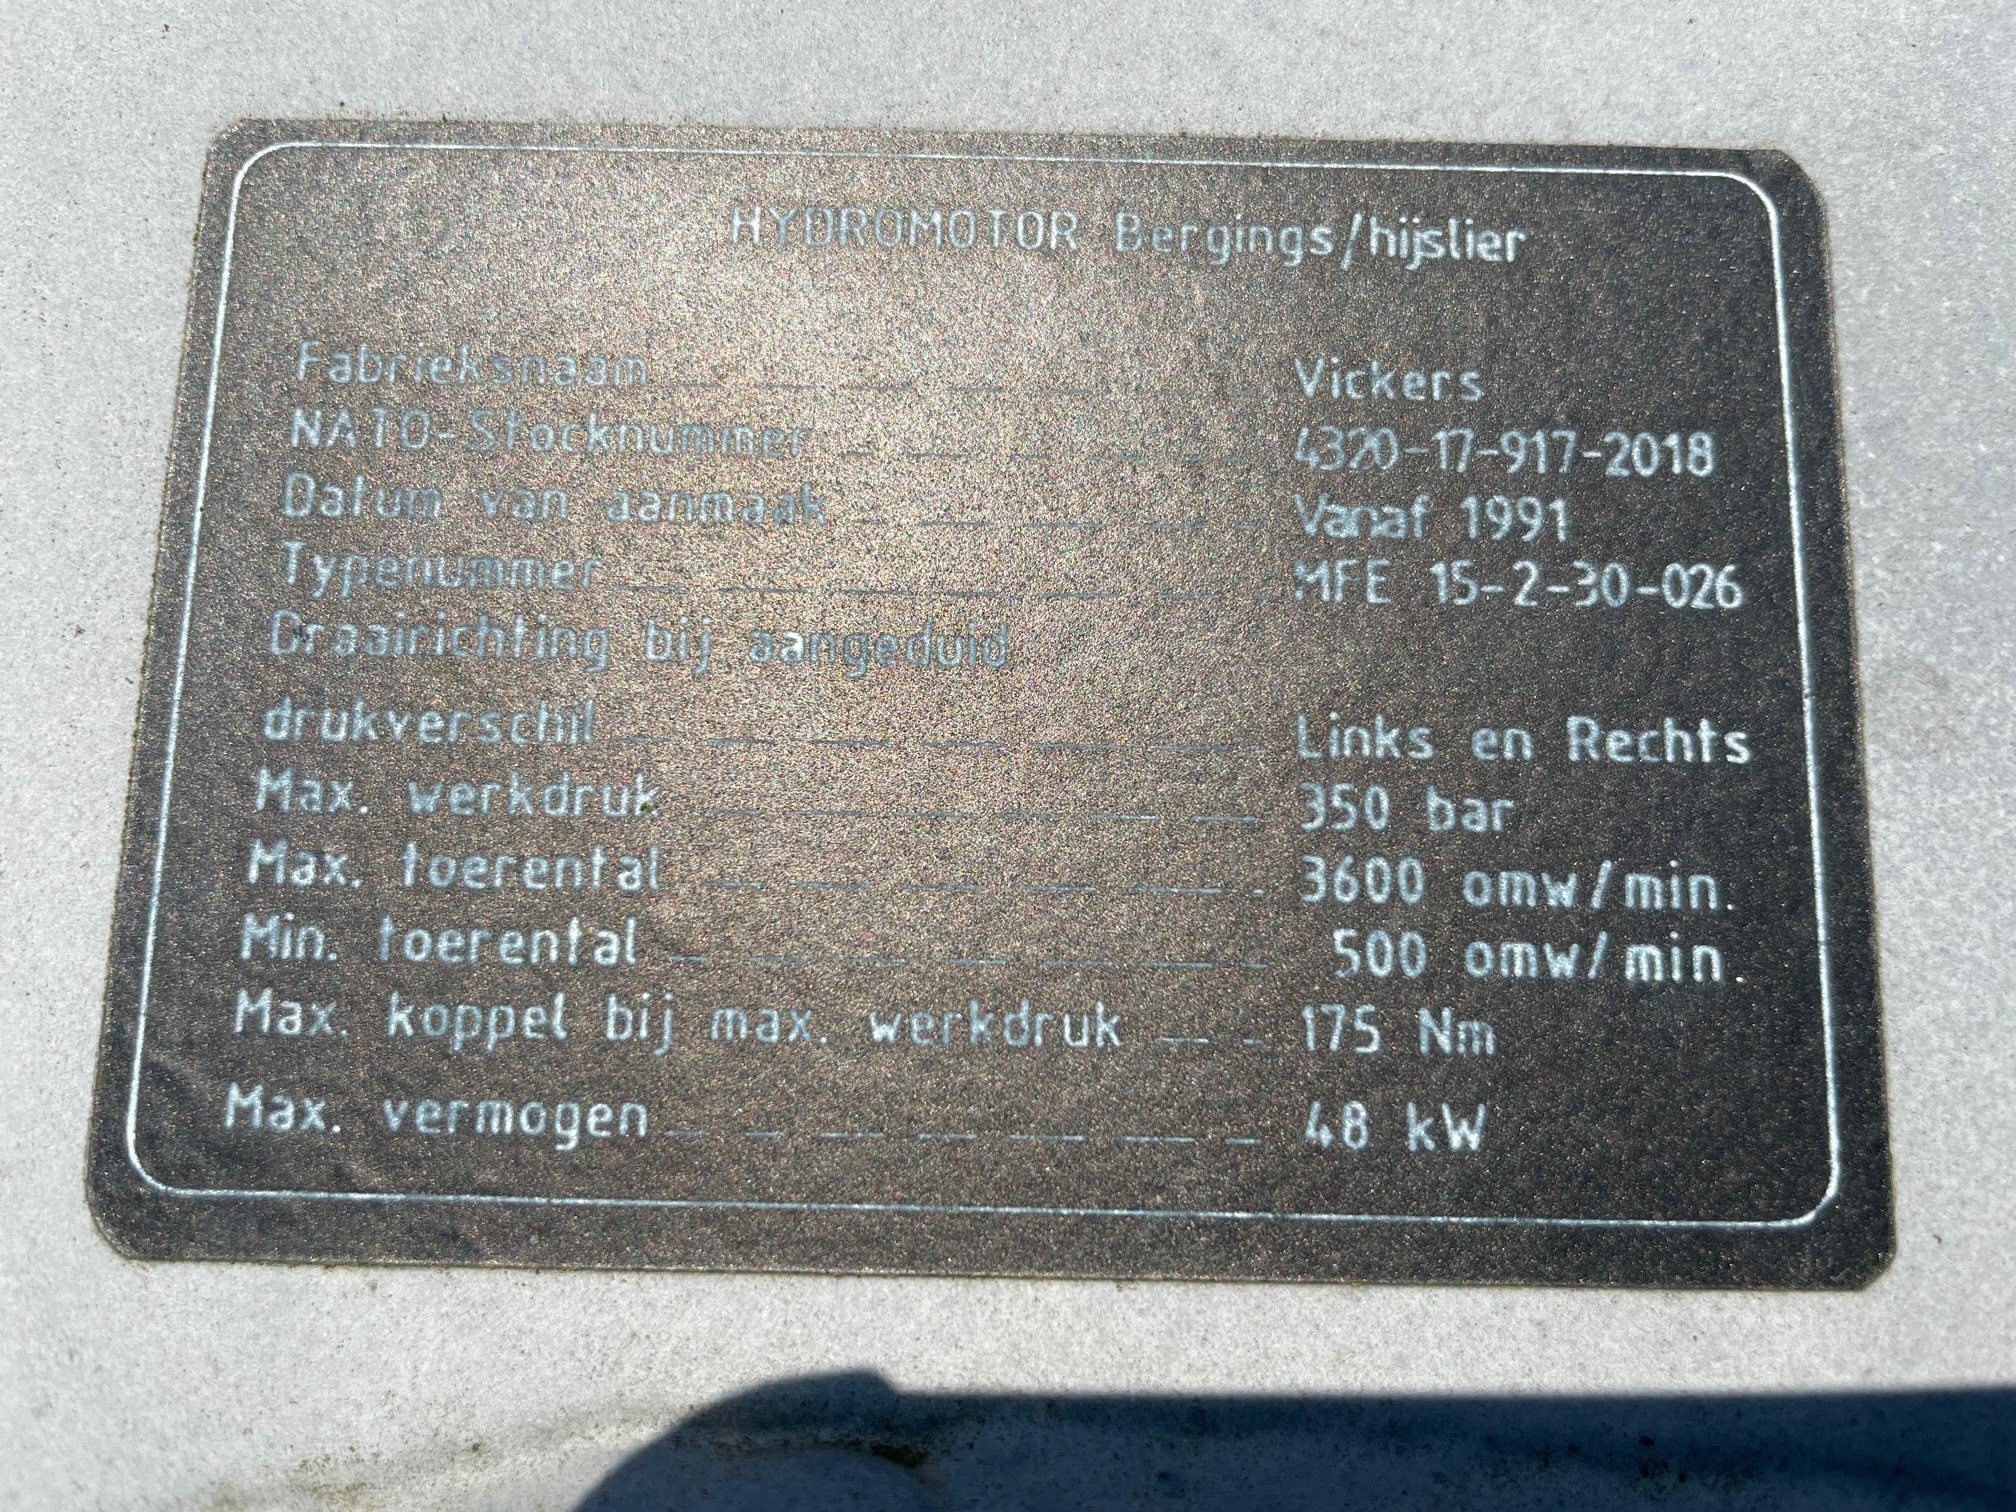 HYDROMOTOR Bergings/hijslier
Fabrieksnaam Vickers
NATO-Stocknummer 4320-17-917-2018
Datum van aanmaak Vanaf 1991
Typenummer MFE 15-2-30-026
Draairichting bij aangeduid
drukverschil Links en Rechts
Max. werkdruk 350 bar
Max. toerental 3600 omw/min.
Min. toerental 500 omw/min.
Max. koppel bij max. werkdruk 175 Nm
Max. vermogen 48 kW